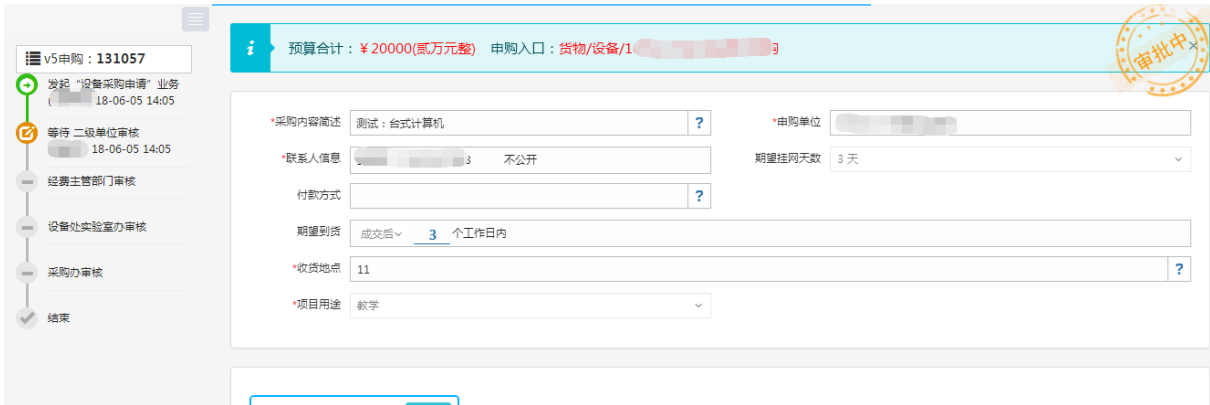 v5申购：131057
发起“设备采购申请”业务
18-06-05 14:05
等待 二级单位审核
18-06-05 14:05
经费主管部门审核
设备处实验室办审核
采购办审核
结束
预算合计：￥20000(贰万元整) 申购入口：货物/设备/1
审批中
*采购内容简述 测试：台式计算机 ? *申购单位
*联系人信息 3 不公开 期望挂网天数 3 天
付款方式 ?
期望到货 成交后 3 个工作日内
*收货地点 11 ?
*项目用途 教学